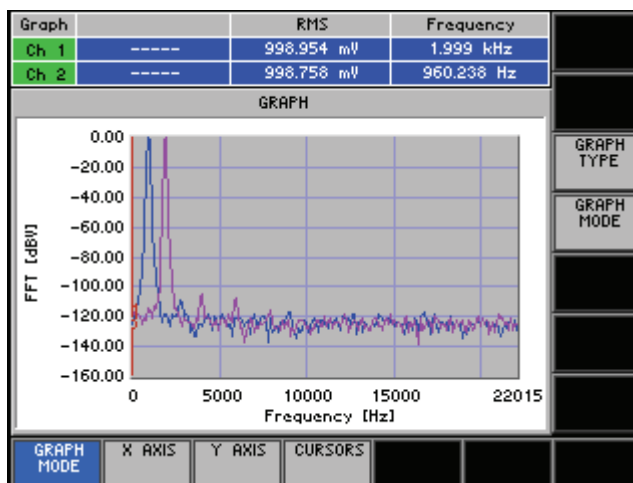 Graph RMS Frequency
Ch 1 ----- 998.954 mV 1.999 kHz
Ch 2 ----- 998.758 mV 960.238 Hz
GRAPH
0.00
-20.00
-40.00
-60.00
-80.00
-100.00
-120.00
-140.00
-160.00
FFT [dBV]
0 5000 10000 15000 22015
Frequency [Hz]
GRAPH
TYPE
GRAPH
MODE
GRAPH
MODE
X AXIS
Y AXIS
CURSORS